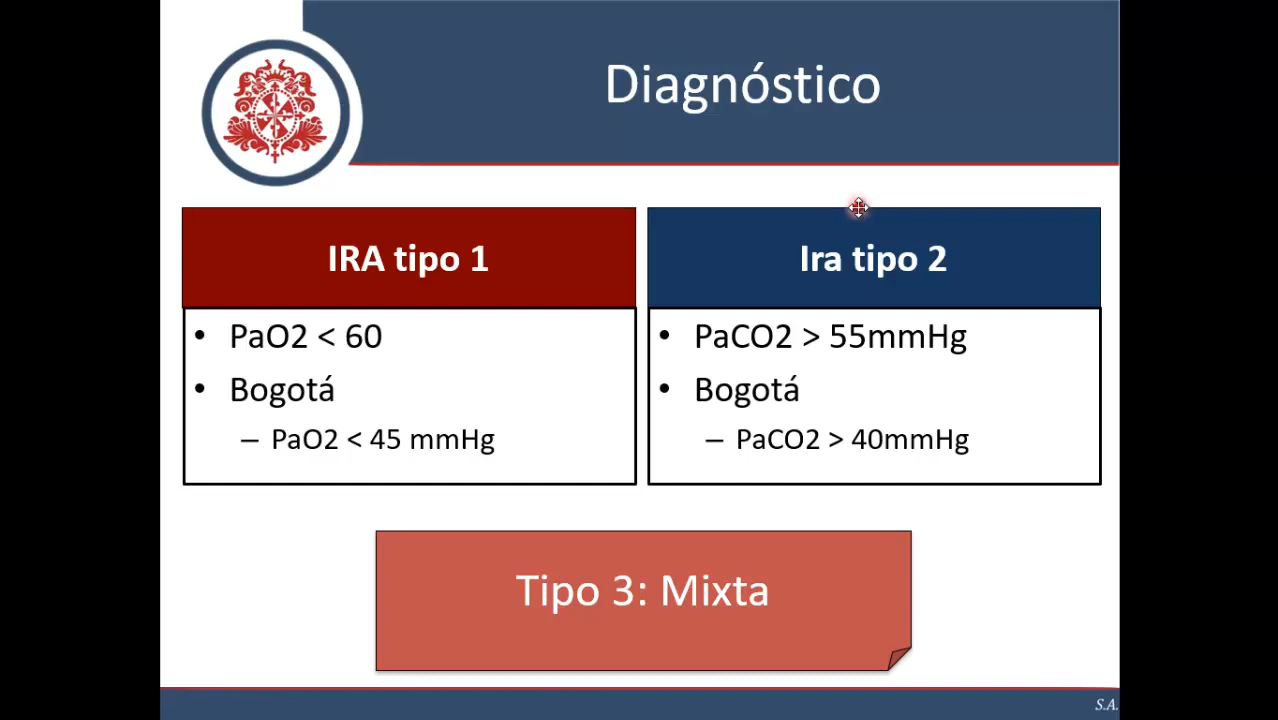 Diagnóstico
IRA tipo 1
• PaO2 < 60
• Bogotá
– PaO2 < 45 mmHg
Ira tipo 2
• PaCO2 > 55mmHg
• Bogotá
– PaCO2 > 40mmHg
Tipo 3: Mixta
S.A.